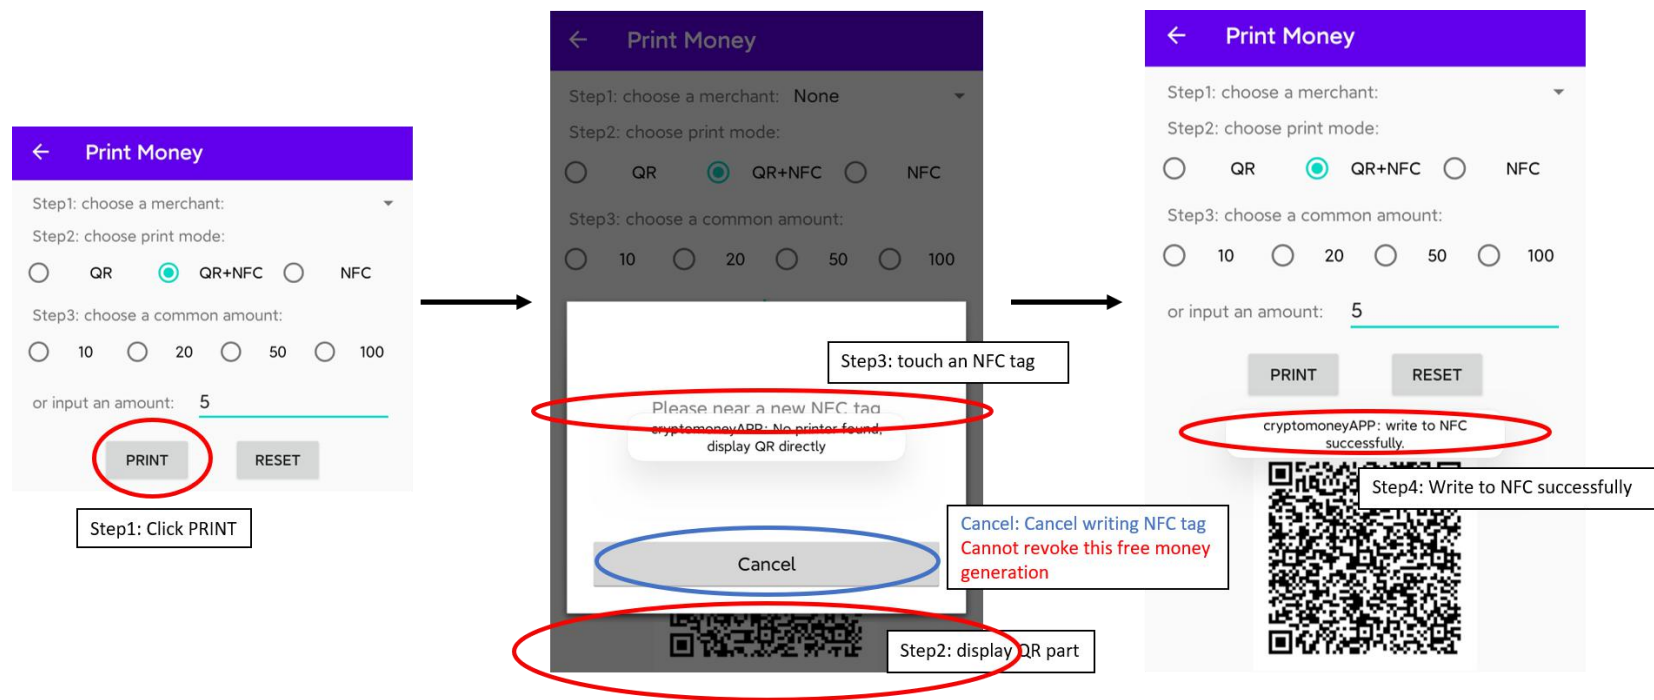 ← Print Money
Step1: choose a merchant:
Step2: choose print mode:
QR QR+NFC NFC
Step3: choose a common amount:
10 20 50 100
or input an amount: 5
PRINT RESET
Step1: Click PRINT
← Print Money
Step1: choose a merchant: None
Step2: choose print mode:
QR QR+NFC NFC
Step3: choose a common amount:
10 20 50 100
Step3: touch an NFC tag
Please near a new NFC tag
cryptomoneyAPP: No printer found,
display QR directly
Cancel: Cancel writing NFC tag
Cannot revoke this free money
generation
Cancel
Step2: display QR part
← Print Money
Step1: choose a merchant:
Step2: choose print mode:
QR QR+NFC NFC
Step3: choose a common amount:
10 20 50 100
or input an amount: 5
PRINT RESET
cryptomoneyAPP: write to NFC
successfully.
Step4: Write to NFC successfully